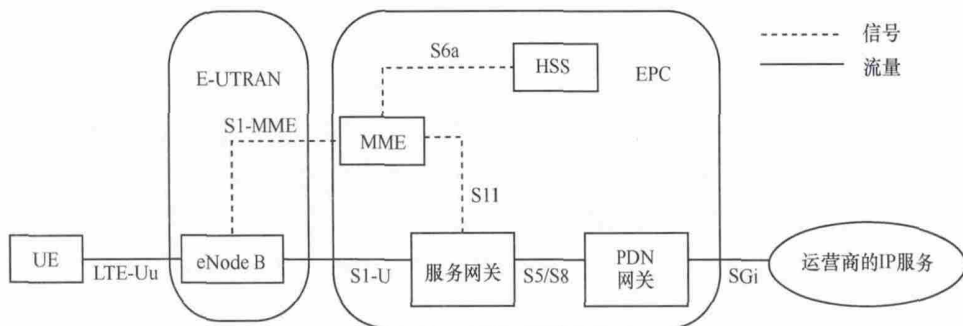 信号
S6a
HSS
EPC
流量
E-UTRAN
S1-MME
MME
S11
UE
LTE-Uu
eNode B
S1-U
服务网关
S5/S8
PDN
网关
SGi
运营商的IP服务